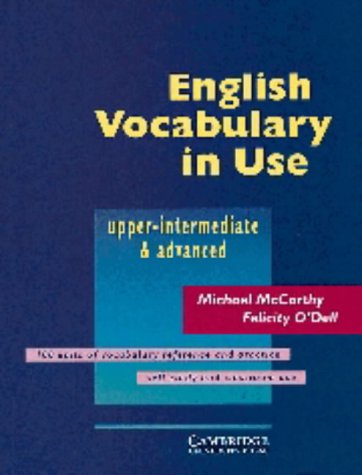 English
Vocabulary
in Use
upper-intermediate
& advanced
Michael McCarthy
Felicity O'Dell
100 units of vocabulary reference and practice
self-study and classroom use
CAMBRIDGE